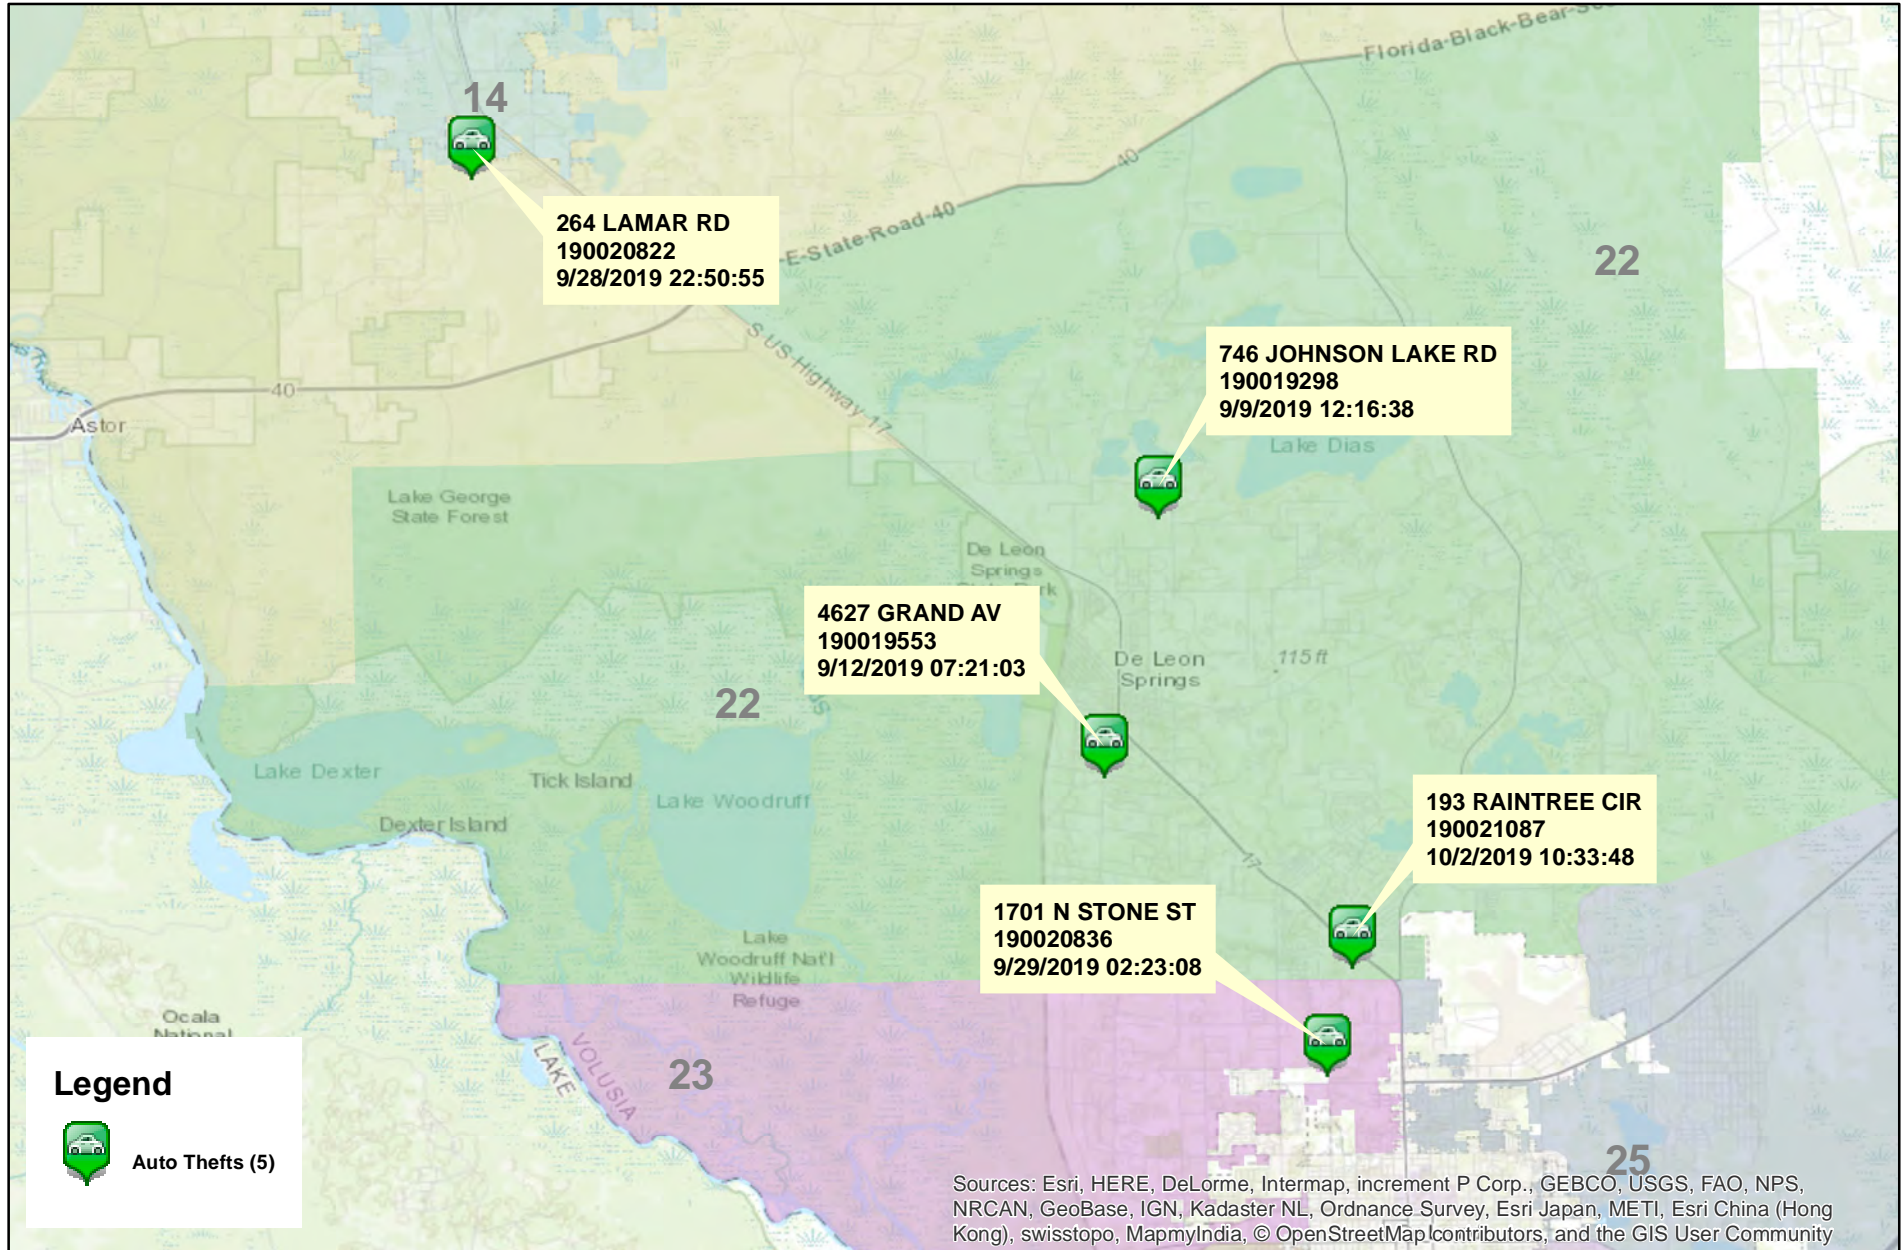 Florida-Black-Bear-Sc
14
40
264 LAMAR RD
190020822
9/28/2019 22:50:55
E-State-Road-40
22
S US Highway 17
746 JOHNSON LAKE RD
190019298
9/9/2019 12:16:38
40
Astor
Lake Dias
Lake George
State Forest
De Leon
Springs
4627 GRAND AV
190019553
9/12/2019 07:21:03
De Leon
Springs
115 ft
22
Lake Dexter
Tick Island
Lake Woodruff
Dexter Island
193 RAINTREE CIR
190021087
10/2/2019 10:33:48
17
1701 N STONE ST
190020836
9/29/2019 02:23:08
Lake
Woodruff Nat'l
Wildlife
Refuge
Ocala
National
VOLUSIA
LAKE
23
25
Legend
Auto Thefts (5)
Sources: Esri, HERE, DeLorme, Intermap, increment P Corp., GEBCO, USGS, FAO, NPS,
NRCAN, GeoBase, IGN, Kadaster NL, Ordnance Survey, Esri Japan, METI, Esri China (Hong
Kong), swisstopo, MapmyIndia, © OpenStreetMap contributors, and the GIS User Community